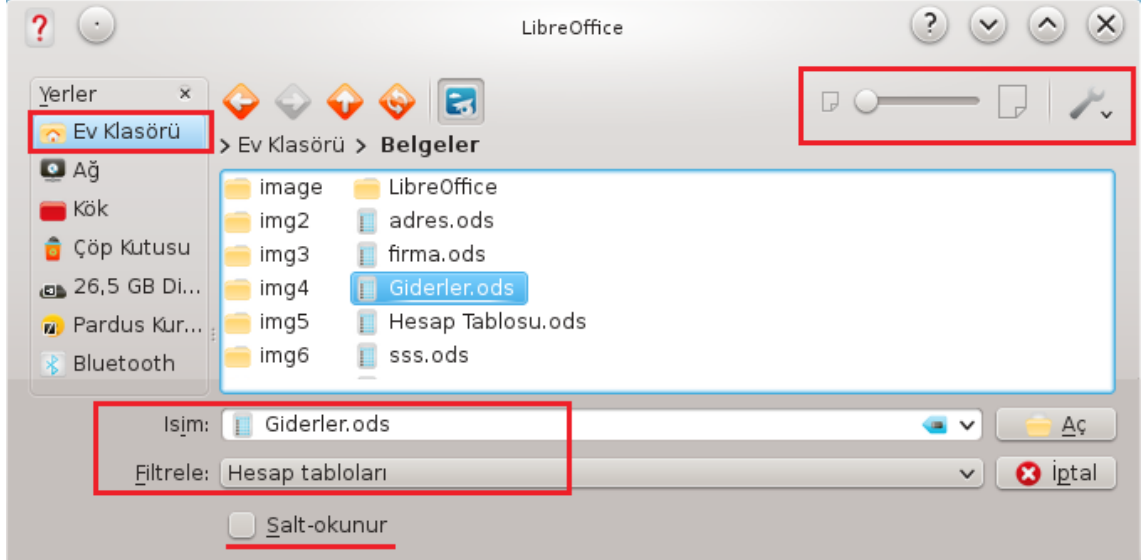 LibreOffice
Yerler
Ev Klasörü
Ağ
Kök
Çöp Kutusu
26,5 GB Di...
Pardus Kur...
Bluetooth
> Ev Klasörü > Belgeler
image
img2
img3
img4
img5
img6
LibreOffice
adres.ods
firma.ods
Giderler.ods
Hesap Tablosu.ods
sss.ods
Isim: Giderler.ods Aç
Filtrele: Hesap tabloları İptal
Salt-okunur